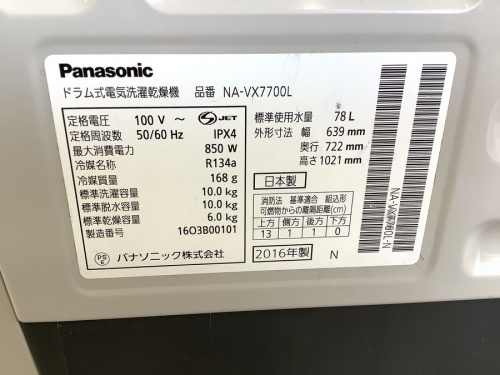 Panasonic
ドラム式電気洗濯乾燥機 品番 NA-VX7700L
定格電圧 100 V ～ S JET
定格周波数 50/60 Hz IPX4
最大消費電力 850 W
冷媒名称 R134a
冷媒質量 168 g
標準洗濯容量 10.0 kg
標準脱水容量 10.0 kg
標準乾燥容量 6.0 kg
製造番号 16O3B00101
PS E パナソニック株式会社
標準使用水量 78 L
外形寸法 幅 639 mm
奥行 722 mm
高さ 1021 mm
日本製
消防法 基準適合 組込形
可燃物からの離隔距離(cm)
上方 側方 後方 下方
13 1 1 0
2016年製 N